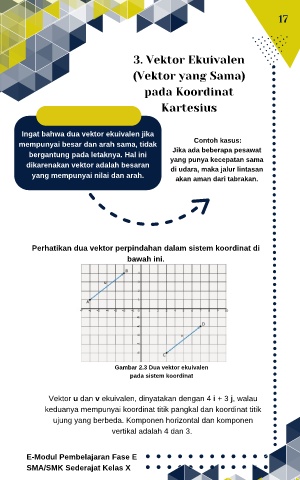 17
3. Vektor Ekuivalen
(Vektor yang Sama)
pada Koordinat
Kartesius
Ingat bahwa dua vektor ekuivalen jika
mempunyai besar dan arah sama, tidak
bergantung pada letaknya. Hal ini
dikarenakan vektor adalah besaran
yang mempunyai nilai dan arah.
Contoh kasus:
Jika ada beberapa pesawat
yang punya kecepatan sama
di udara, maka jalur lintasan
akan aman dari tabrakan.
Perhatikan dua vektor perpindahan dalam sistem koordinat di
bawah ini.
Gambar 2.3 Dua vektor ekuivalen
pada sistem koordinat
Vektor u dan v ekuivalen, dinyatakan dengan 4 i + 3 j, walau
keduanya mempunyai koordinat titik pangkal dan koordinat titik
ujung yang berbeda. Komponen horizontal dan komponen
vertikal adalah 4 dan 3.
E-Modul Pembelajaran Fase E
SMA/SMK Sederajat Kelas X